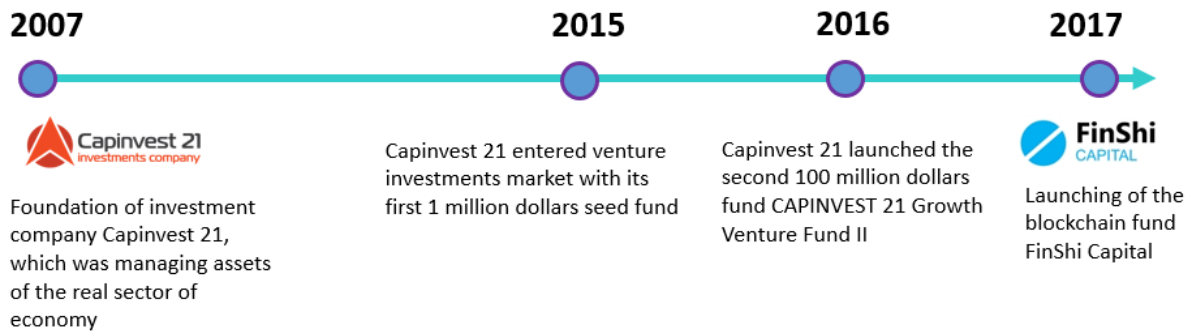 2007
2015
2016
2017
Capinvest 21
investments company
Foundation of investment
company Capinvest 21,
which was managing assets
of the real sector of
economy
Capinvest 21 entered venture
investments market with its
first 1 million dollars seed fund
Capinvest 21 launched the
second 100 million dollars
fund CAPINVEST 21 Growth
Venture Fund II
FinShi
CAPITAL
Launching of the
blockchain fund
FinShi Capital